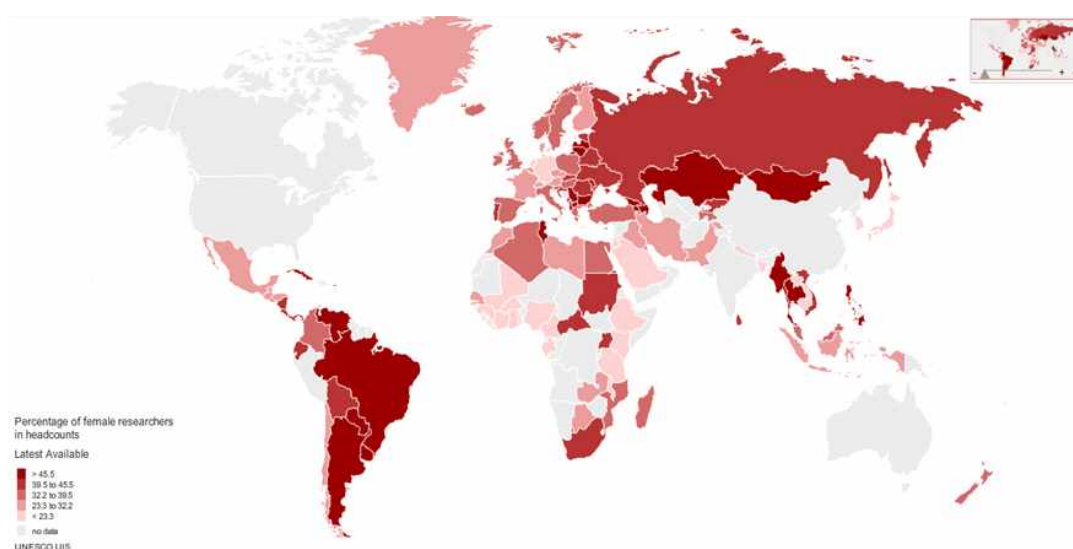 - +
Percentage of female researchers
in headcounts
Latest Available
> 45.5
39.5 to 45.5
32.2 to 39.5
23.3 to 32.2
< 23.3
no data
UNESCO UIS